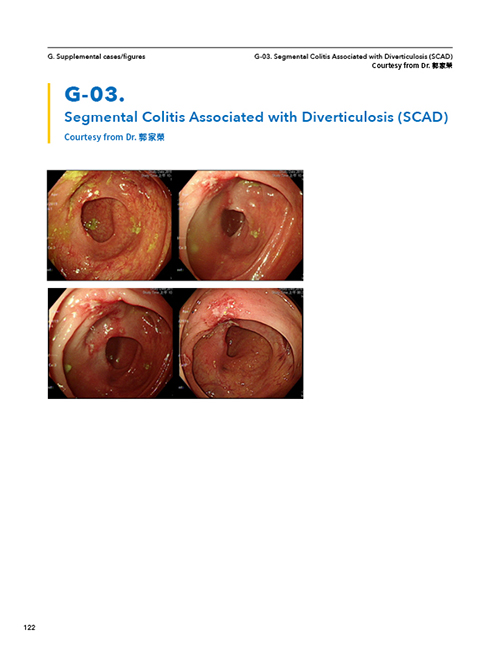 G. Supplemental cases/figures
G-03. Segmental Colitis Associated with Diverticulosis (SCAD)
Courtesy from Dr. 郭家榮
G-03.
Segmental Colitis Associated with Diverticulosis (SCAD)
Courtesy from Dr. 郭家榮
122